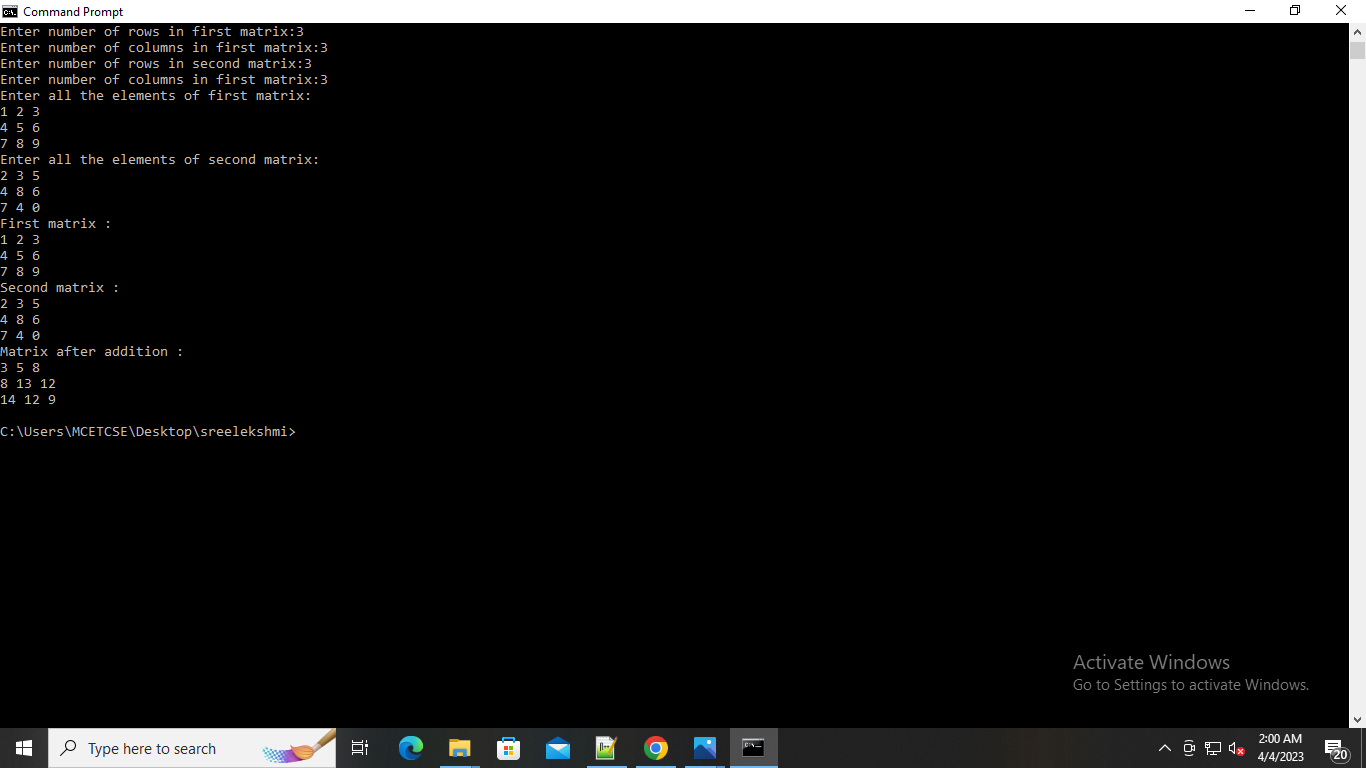 Command Prompt
Enter number of rows in first matrix:3
Enter number of columns in first matrix:3
Enter number of rows in second matrix:3
Enter number of columns in first matrix:3
Enter all the elements of first matrix:
1 2 3
4 5 6
7 8 9
Enter all the elements of second matrix:
2 3 5
4 8 6
7 4 0
First matrix :
1 2 3
4 5 6
7 8 9
Second matrix :
2 3 5
4 8 6
7 4 0
Matrix after addition :
3 5 8
8 13 12
14 12 9
C:\Users\MCETCSE\Desktop\sreelekshmi>
Activate Windows
Go to Settings to activate Windows.
Type here to search
2:00 AM
4/4/2023
20